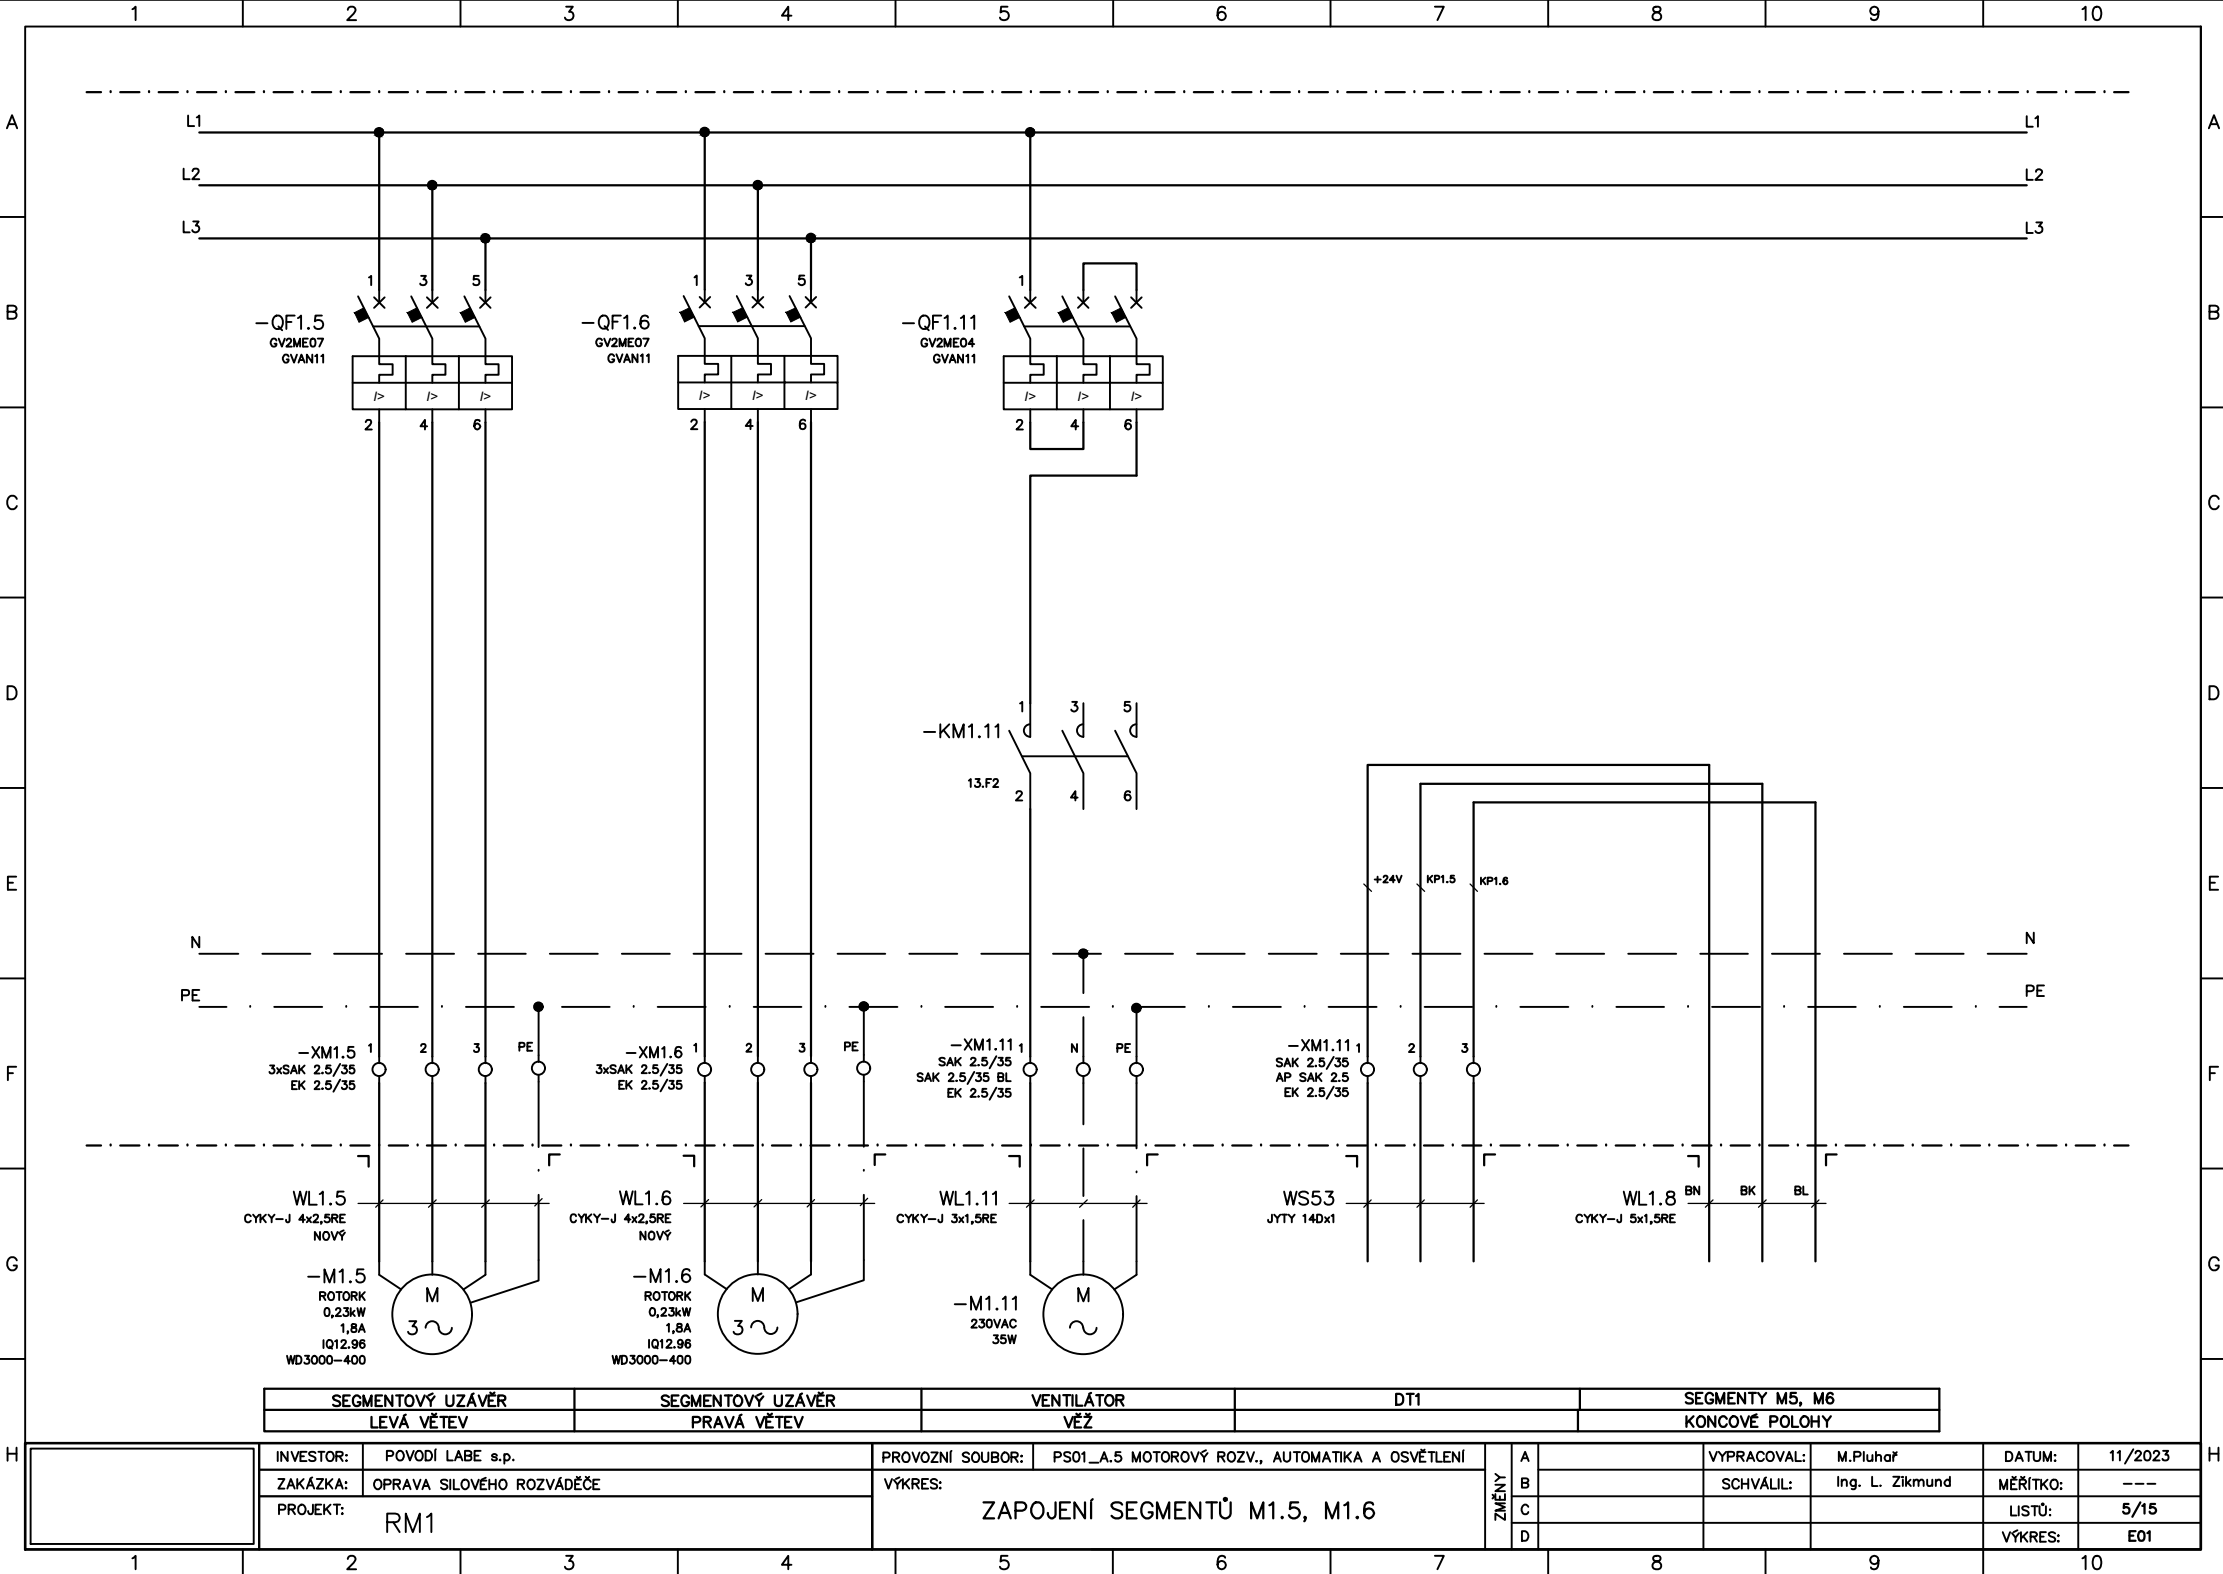 1 2 3 4 5 6 7 8 9 10
A A
L1 L1
L2 L2
L3 L3
B B
1 3 5
-QF1.5
GV2ME07
GVAN11
I> I> I>
2 4 6
1 3 5
-QF1.6
GV2ME07
GVAN11
I> I> I>
2 4 6
1
-QF1.11
GV2ME04
GVAN11
I> I> I>
2 4 6
C C
D D
1 3 5
-KM1.11
13.F2
2 4 6
E E
+24V KP1.5 KP1.6
N N
PE PE
F F
-XM1.5 1 2 3 PE
3xSAK 2.5/35
EK 2.5/35
-XM1.6 1 2 3 PE
3xSAK 2.5/35
EK 2.5/35
-XM1.11 1 N PE
SAK 2.5/35
SAK 2.5/35 BL
EK 2.5/35
-XM1.11 1 2 3
SAK 2.5/35
AP SAK 2.5
EK 2.5/35
WL1.5
CYKY-J 4x2,5RE
NOVÝ
WL1.6
CYKY-J 4x2,5RE
NOVÝ
WL1.11
CYKY-J 3x1,5RE
WS53
JYTY 14Dx1
WL1.8 BN BK BL
CYKY-J 5x1,5RE
G G
-M1.5
ROTORK
0,23kW
1,8A
IQ12.96
WD3000-400
M
3
-M1.6
ROTORK
0,23kW
1,8A
IQ12.96
WD3000-400
M
3
-M1.11
230VAC
35W
M
SEGMENTOVÝ UZÁVĚR SEGMENTOVÝ UZÁVĚR VENTILÁTOR DT1 SEGMENTY M5, M6
LEVÁ VĚTEV PRAVÁ VĚTEV VĚŽ KONCOVÉ POLOHY
H H
INVESTOR: POVODÍ LABE s.p.
ZAKÁZKA: OPRAVA SILOVÉHO ROZVÁDĚČE
PROJEKT:
RM1
PROVOZNÍ SOUBOR: PS01_A.5 MOTOROVÝ ROZV., AUTOMATIKA A OSVĚTLENÍ
VÝKRES:
ZAPOJENÍ SEGMENTŮ M1.5, M1.6
ZMĚNY
A
B
C
D
VYPRACOVAL: M.Pluhař
SCHVÁLIL: Ing. L. Zikmund
DATUM: 11/2023
MĚŘÍTKO: ---
LISTŮ: 5/15
VÝKRES: E01
1 2 3 4 5 6 7 8 9 10